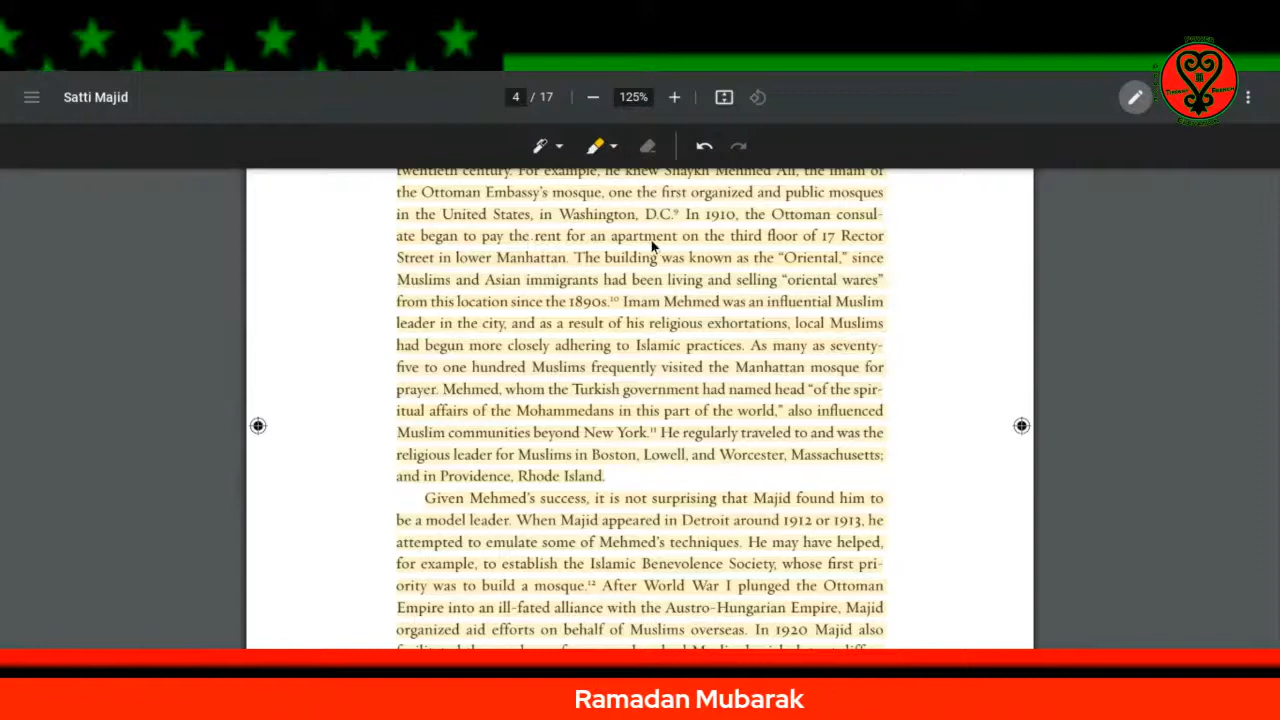 Satti Majid
4 / 17
125%
twentieth century. For example, he knew Shaykh Mehmed Ali, the imam of
the Ottoman Embassy's mosque, one the first organized and public mosques
in the United States, in Washington, D.C.⁹ In 1910, the Ottoman consul-
ate began to pay the rent for an apartment on the third floor of 17 Rector
Street in lower Manhattan. The building was known as the “Oriental,” since
Muslims and Asian immigrants had been living and selling “oriental wares”
from this location since the 1890s.¹⁰ Imam Mehmed was an influential Muslim
leader in the city, and as a result of his religious exhortations, local Muslims
had begun more closely adhering to Islamic practices. As many as seventy-
five to one hundred Muslims frequently visited the Manhattan mosque for
prayer. Mehmed, whom the Turkish government had named head “of the spir-
itual affairs of the Mohammedans in this part of the world,” also influenced
Muslim communities beyond New York.¹¹ He regularly traveled to and was the
religious leader for Muslims in Boston, Lowell, and Worcester, Massachusetts;
and in Providence, Rhode Island.
Given Mehmed's success, it is not surprising that Majid found him to
be a model leader. When Majid appeared in Detroit around 1912 or 1913, he
attempted to emulate some of Mehmed's techniques. He may have helped,
for example, to establish the Islamic Benevolence Society, whose first pri-
ority was to build a mosque.¹² After World War I plunged the Ottoman
Empire into an ill-fated alliance with the Austro-Hungarian Empire, Majid
organized aid efforts on behalf of Muslims overseas. In 1920 Majid also
Ramadan Mubarak